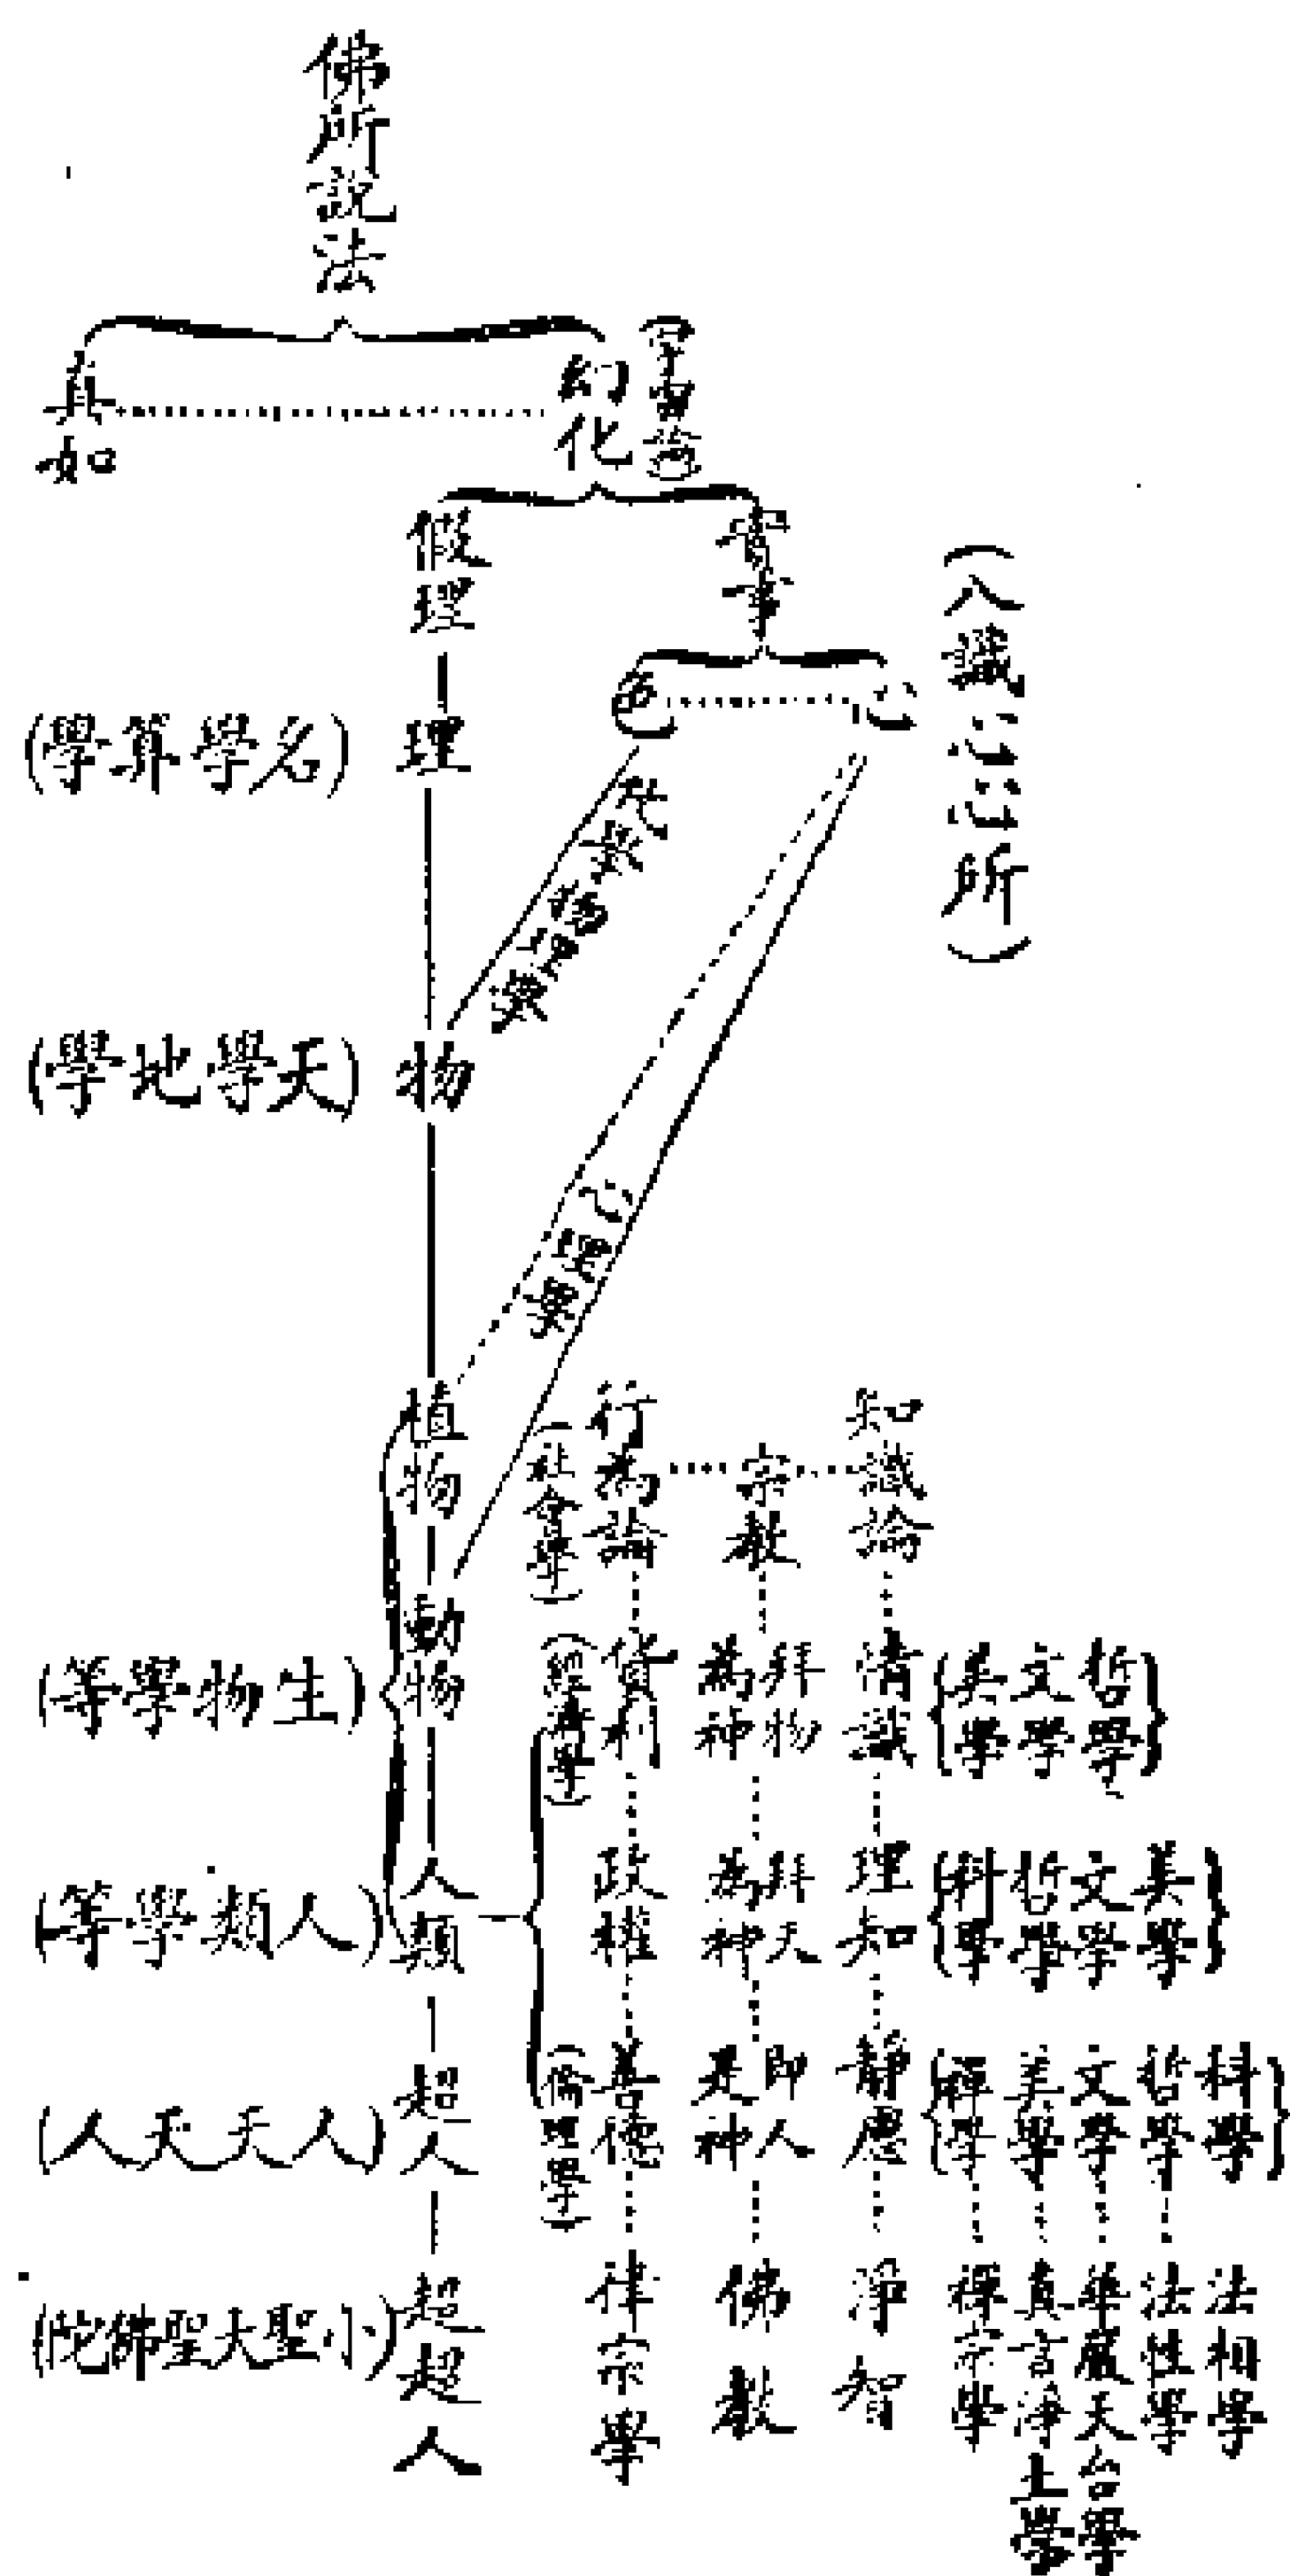 佛所說法
真如
幻化
(宇宙論)
假理
實事
(八識心心所)
色
心
理
(名學算學)
化學
物理學
物
(天學地學)
心理學
植物
動物
(生物學等)
人類
(人類學等)
超人
(人天天人)
超超人
(小聖大聖佛陀)
行為論
(社會學)
宗教
知識論
貨利
(經濟學)
拜物為神
情識
哲學
文學
美學
政權
拜天為神
理知
美學
文學
哲學
科學
善德
(倫理學)
即人是神
靜慮
科學
哲學
文學
美學
禪學
律宗學
佛教
淨智
法相學
法性學
華嚴天台學
真言淨土學
禪宗學